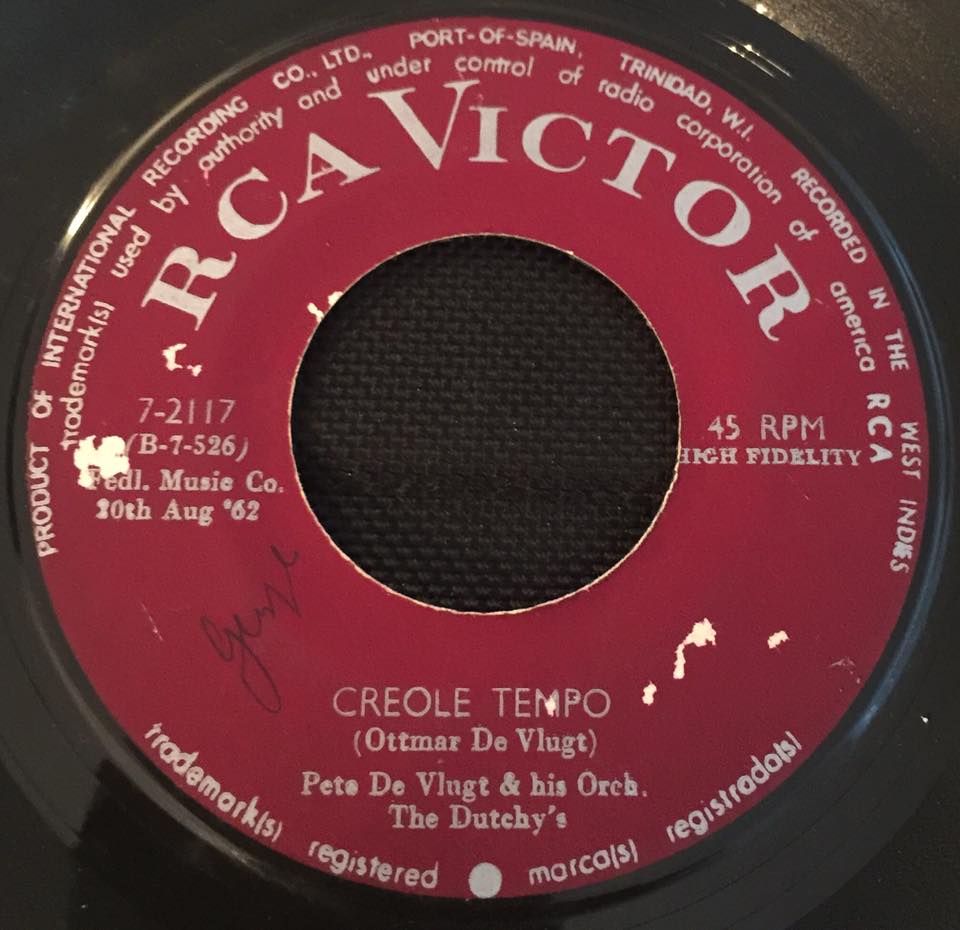 PRODUCT OF INTERNATIONAL RECORDING CO., LTD., PORT-OF-SPAIN, TRINIDAD, W.I. RECORDED IN THE WEST INDIES
trademark(s) used by authority and under control of radio corporation of america RCA
RCA VICTOR
7-2117
(B-7-526)
Fedl. Music Co.
20th Aug '62
45 RPM
HIGH FIDELITY
CREOLE TEMPO
(Ottmar De Vlugt)
Pete De Vlugt & his Orch.
The Dutchy's
trademark(s) registered marca(s) registrada(s)